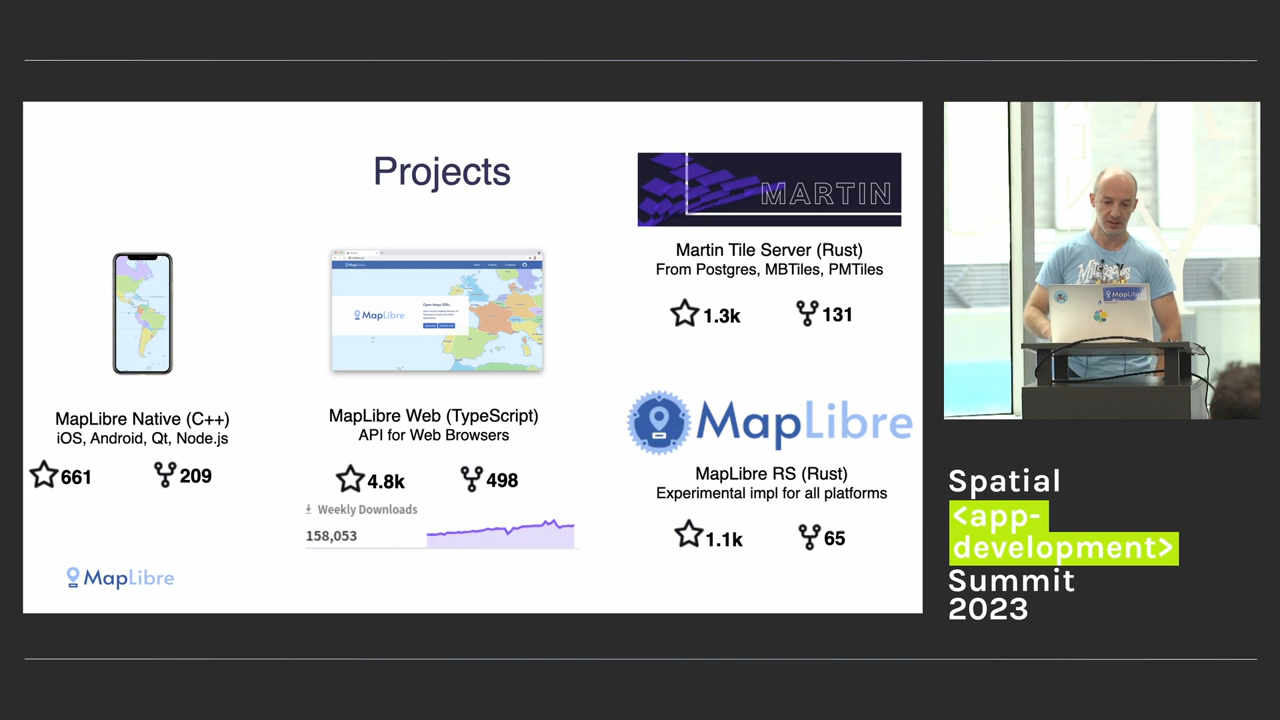 Projects
MARTIN
Martin Tile Server (Rust)
From Postgres, MBTiles, PMTiles
1.3k 131
MapLibre
MapLibre Native (C++)
iOS, Android, Qt, Node.js
661 209
MapLibre Web (TypeScript)
API for Web Browsers
4.8k 498
Weekly Downloads
158,053
MapLibre
MapLibre RS (Rust)
Experimental impl for all platforms
1.1k 65
MapLibre
MapLibre
Spatial
<app-
development>
Summit
2023